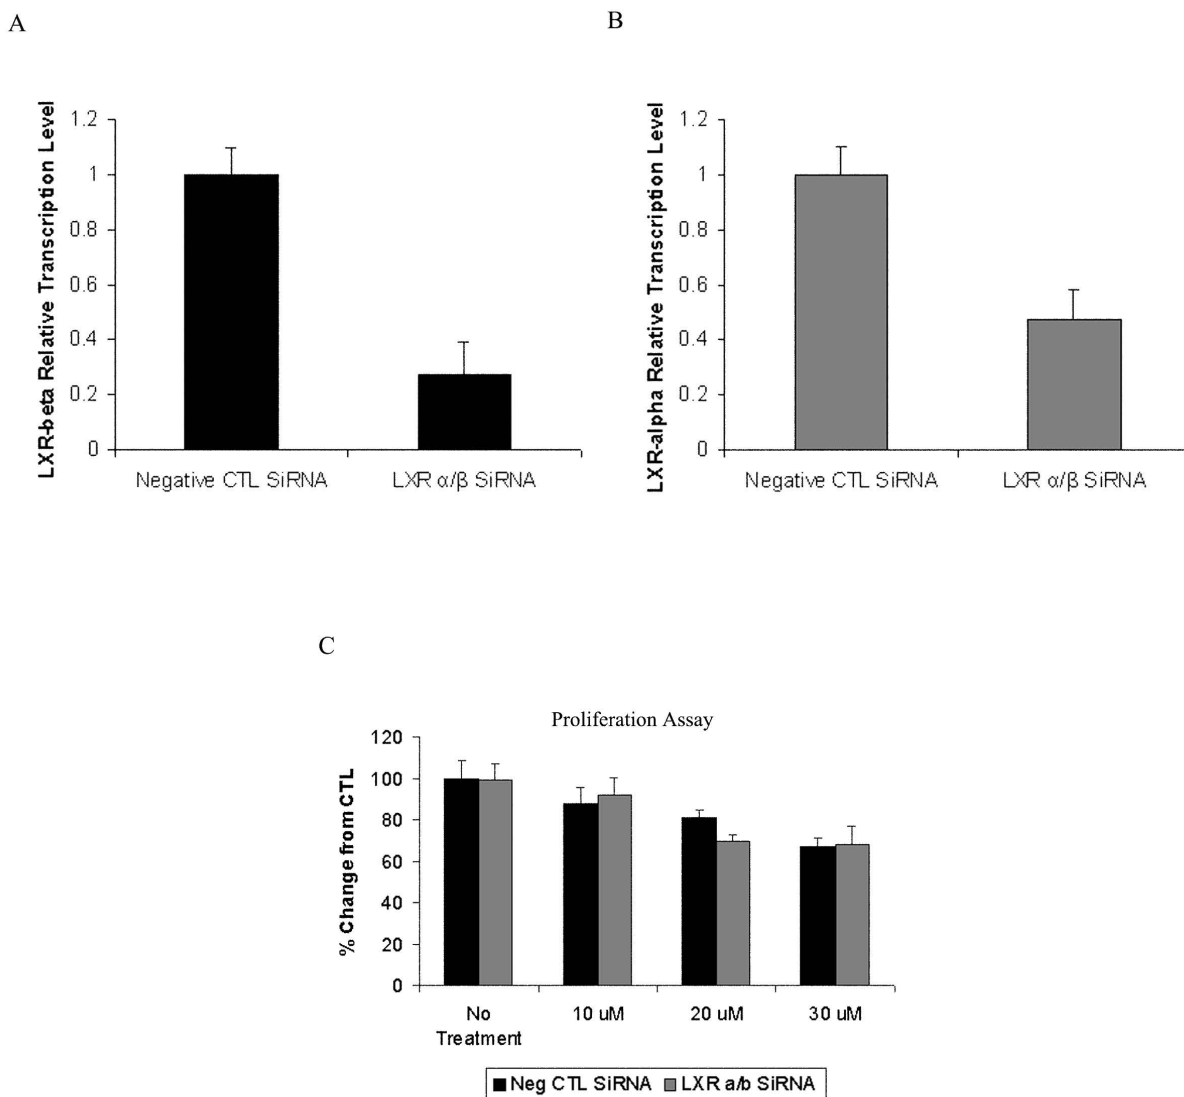 A
B
LXR-beta Relative Transcription Level
1.2
1
0.8
0.6
0.4
0.2
0
Negative CTL SiRNA
LXR α/β SiRNA
LXR-alpha Relative Transcription Level
1.2
1
0.8
0.6
0.4
0.2
0
Negative CTL SiRNA
LXR α/β SiRNA
C
Proliferation Assay
% Change from CTL
120
100
80
60
40
20
0
No
Treatment
10 uM
20 uM
30 uM
Neg CTL SiRNA
LXR a/b SiRNA